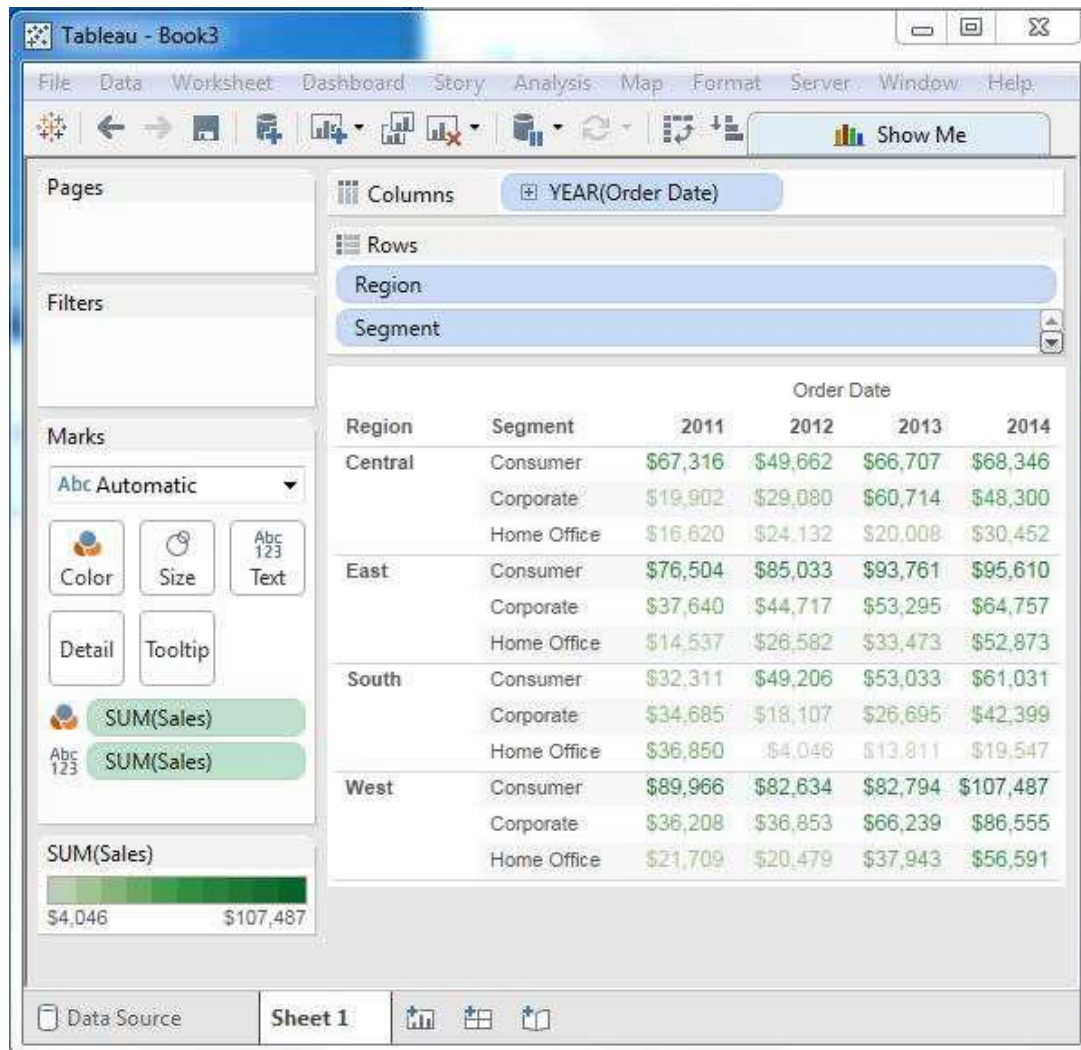 Tableau - Book3
File Data Worksheet Dashboard Story Analysis Map Format Server Window Help
Show Me
Pages
Filters
Marks
Abc Automatic
Color Size Abc 123 Text
Detail Tooltip
SUM(Sales)
Abc 123 SUM(Sales)
SUM(Sales)
$4,046 $107,487
Columns YEAR(Order Date)
Rows
Region
Segment
Order Date
Region Segment 2011 2012 2013 2014
Central Consumer $67,316 $49,662 $66,707 $68,346
Corporate $19,902 $29,080 $60,714 $48,300
Home Office $16,620 $24,132 $20,008 $30,452
East Consumer $76,504 $85,033 $93,761 $95,610
Corporate $37,640 $44,717 $53,295 $64,757
Home Office $14,537 $26,582 $33,473 $52,873
South Consumer $32,311 $49,206 $53,033 $61,031
Corporate $34,685 $18,107 $26,695 $42,399
Home Office $36,850 $4,046 $13,811 $19,547
West Consumer $89,966 $82,634 $82,794 $107,487
Corporate $36,208 $36,853 $66,239 $86,555
Home Office $21,709 $20,479 $37,943 $56,591
Data Source Sheet 1